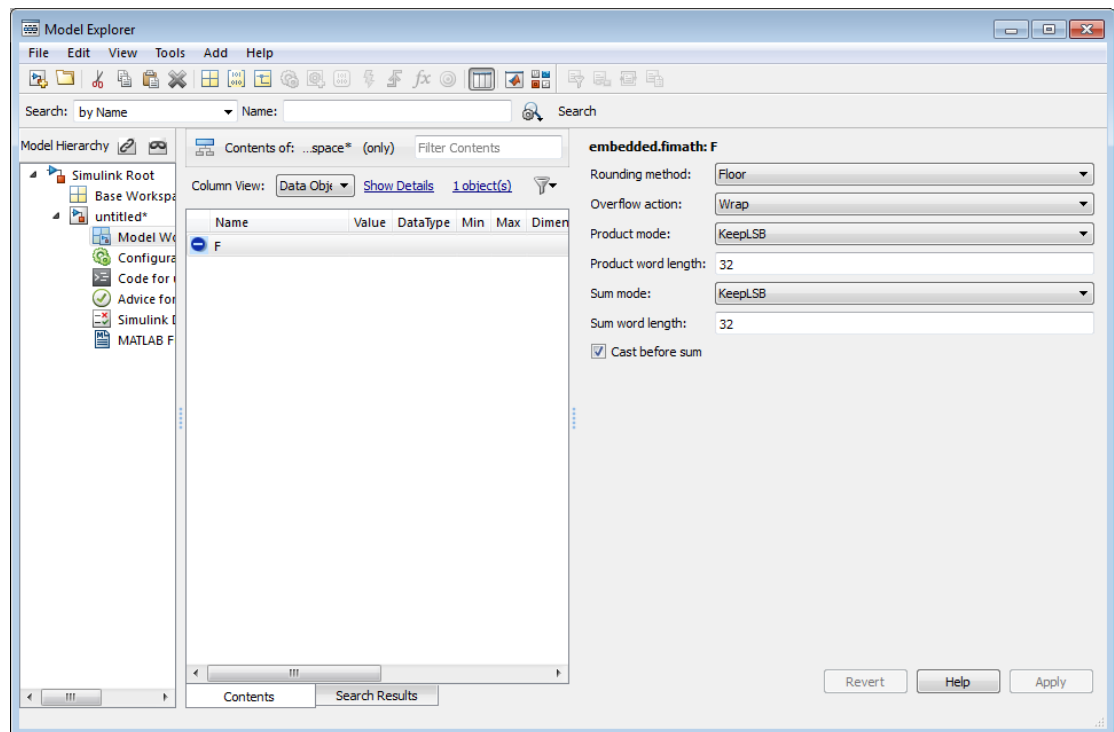 Model Explorer
File Edit View Tools Add Help
fx
Search: by Name Name: Search
Model Hierarchy
Simulink Root
Base Workspa
untitled*
Model Wo
Configura
Code for
Advice for
Simulink D
MATLAB F
Contents of: ...space* (only) Filter Contents
Column View: Data Obje Show Details 1 object(s)
Name Value DataType Min Max Dimen
F
Contents Search Results
embedded.fimath: F
Rounding method: Floor
Overflow action: Wrap
Product mode: KeepLSB
Product word length: 32
Sum mode: KeepLSB
Sum word length: 32
Cast before sum
Revert Help Apply